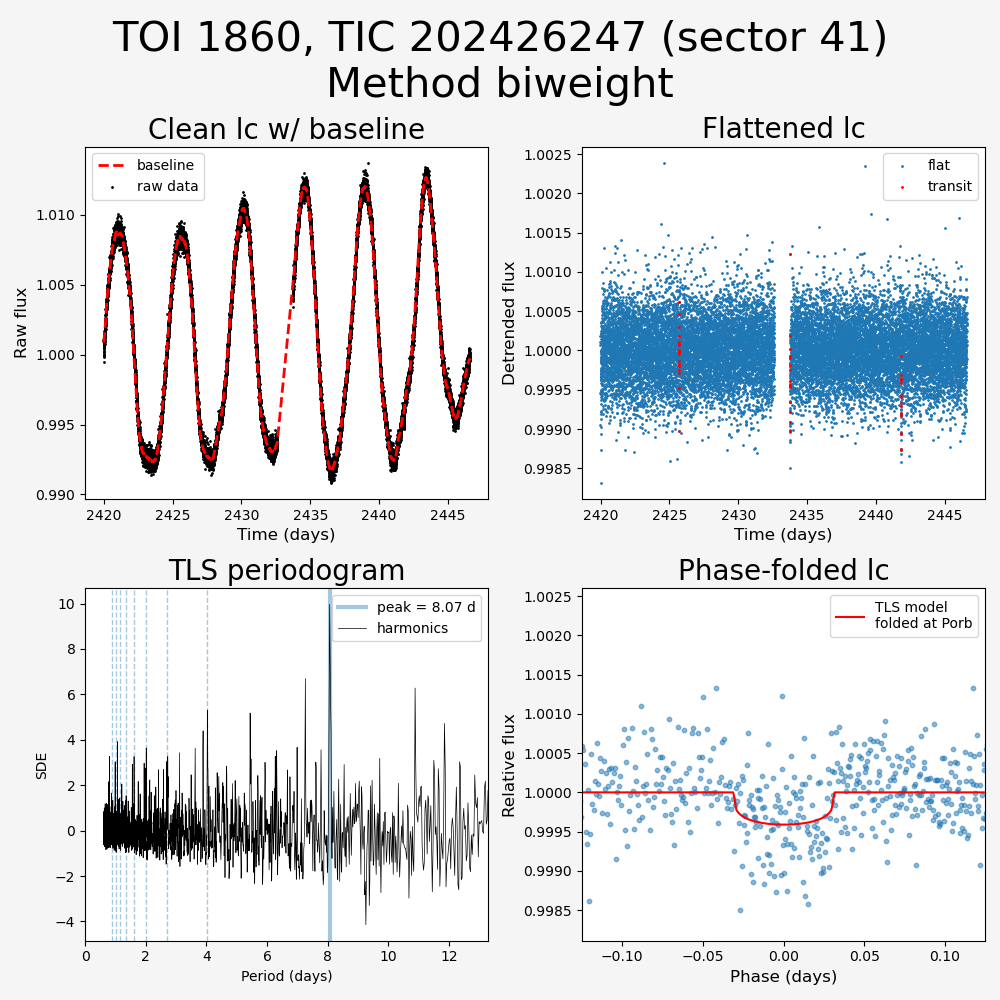 TOI 1860, TIC 202426247 (sector 41)
Method biweight
Clean lc w/ baseline
baseline
raw data
1.010
1.005
1.000
0.995
0.990
Raw flux
2420
2425
2430
2435
2440
2445
Time (days)
Flattened lc
flat
transit
1.0025
1.0020
1.0015
1.0010
1.0005
1.0000
0.9995
0.9990
0.9985
Detrended flux
2420
2425
2430
2435
2440
2445
Time (days)
TLS periodogram
peak = 8.07 d
harmonics
10
8
6
4
2
0
−2
−4
SDE
0
2
4
6
8
10
12
Period (days)
Phase-folded lc
TLS model
folded at Porb
1.0025
1.0020
1.0015
1.0010
1.0005
1.0000
0.9995
0.9990
0.9985
Relative flux
−0.10
−0.05
0.00
0.05
0.10
Phase (days)